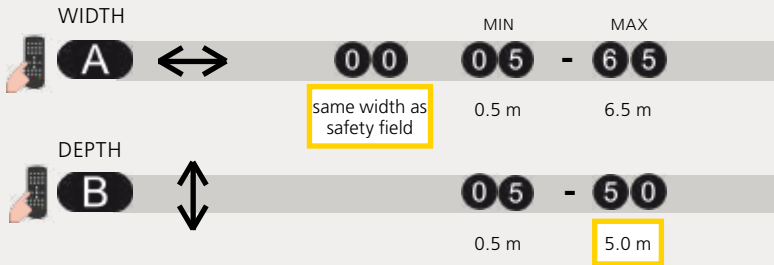 WIDTH
MIN MAX
A 00 05 - 65
same width as 0.5 m 6.5 m
safety field
DEPTH
B 05 - 50
0.5 m 5.0 m